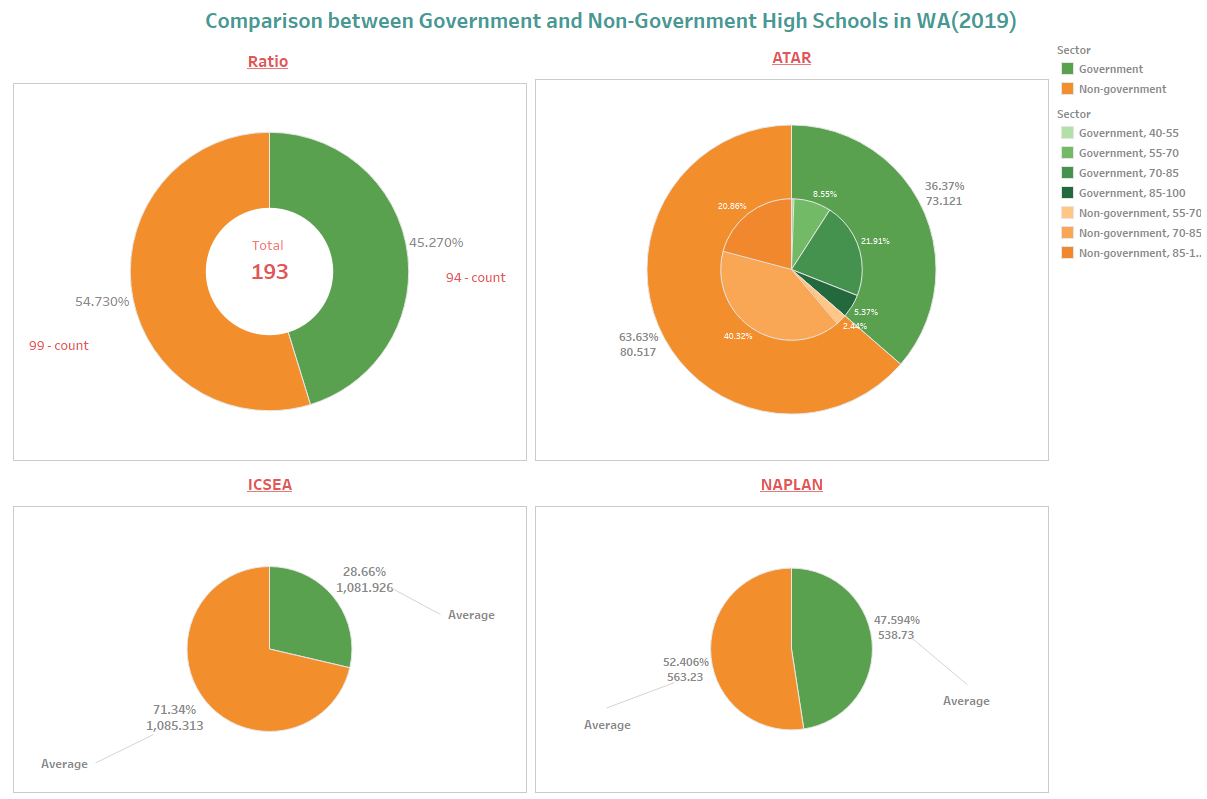 Comparison between Government and Non-Government High Schools in WA(2019)
Ratio
Total
193
45.270%
94 - count
54.730%
99 - count
ATAR
36.37%
73.121
8.55%
20.86%
21.91%
5.37%
2.44%
40.32%
63.63%
80.517
Sector
Government
Non-government
Sector
Government, 40-55
Government, 55-70
Government, 70-85
Government, 85-100
Non-government, 55-70
Non-government, 70-85
Non-government, 85-1..
ICSEA
28.66%
1,081.926
Average
71.34%
1,085.313
Average
NAPLAN
47.594%
538.73
Average
52.406%
563.23
Average